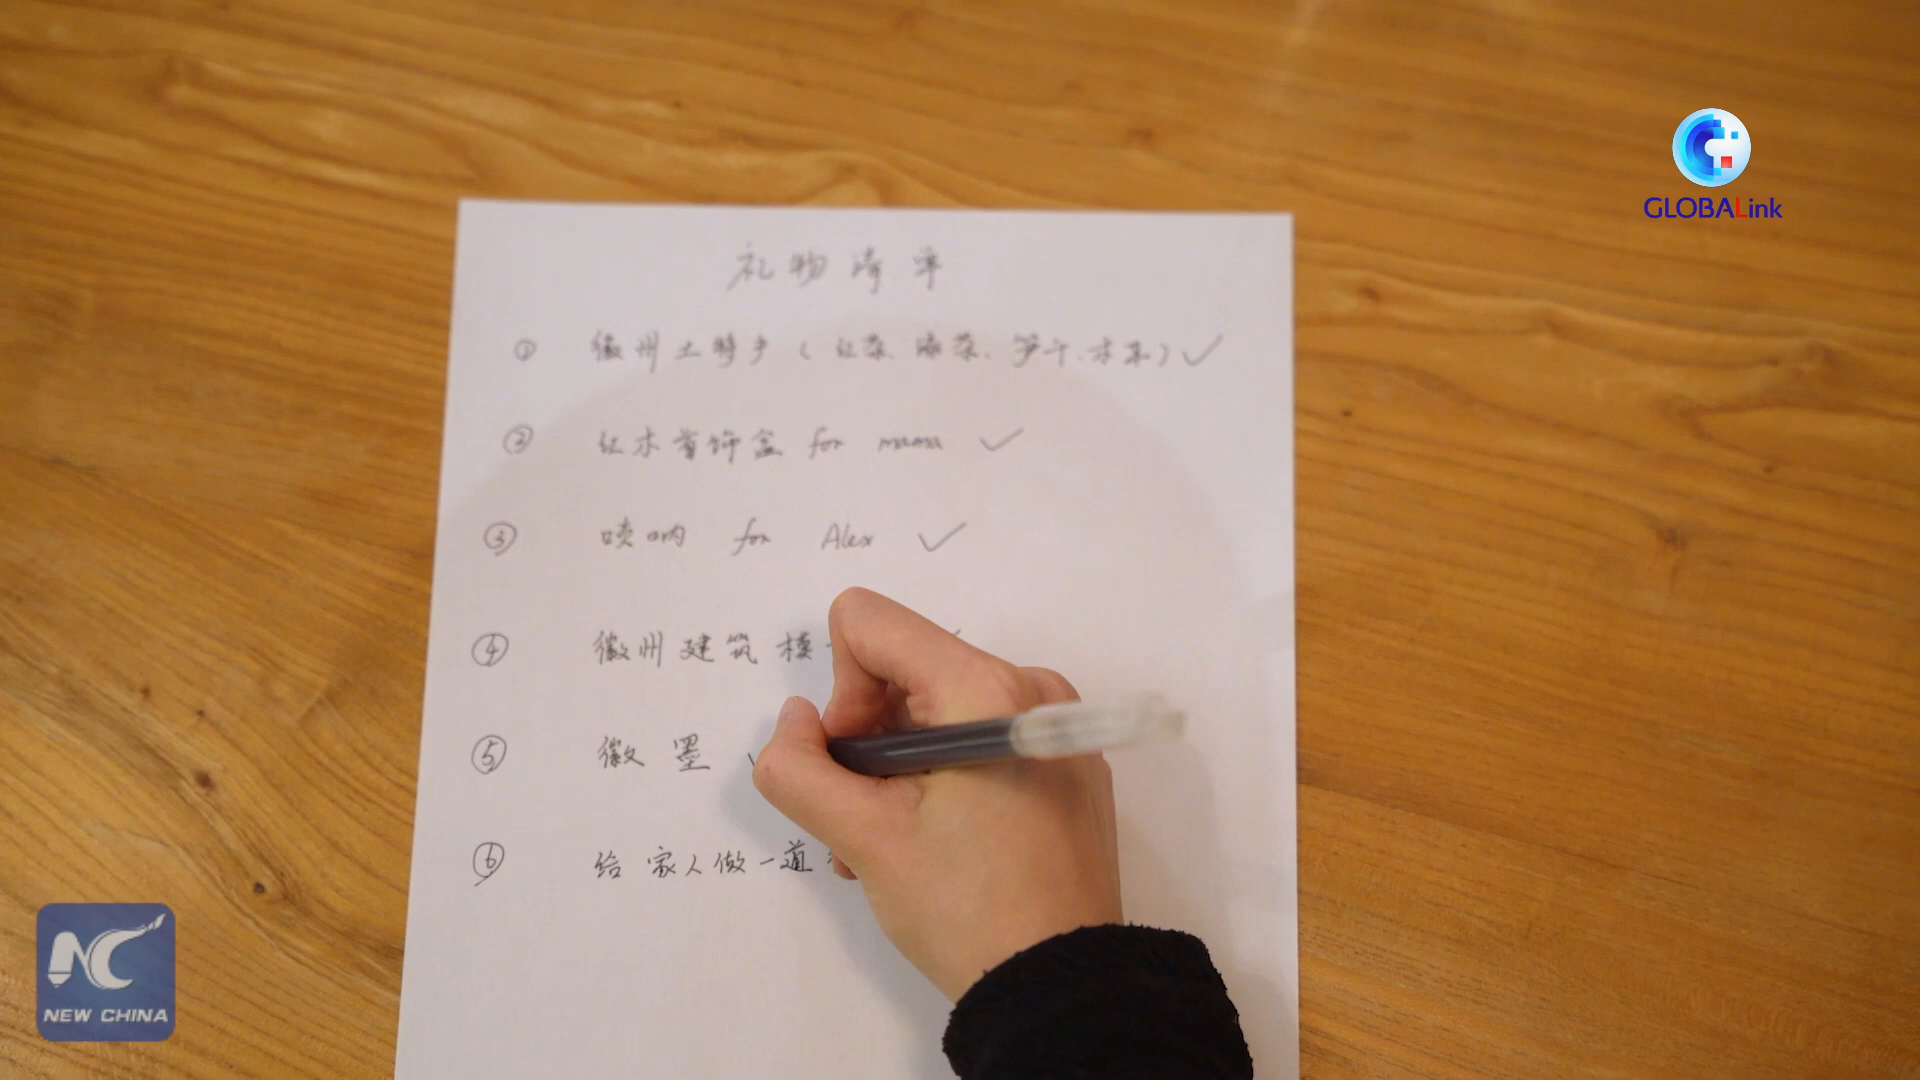 GLOBALink
礼物清单
① 徽州土特产（红茶、绿茶、笋干、木耳）✓
② 红木首饰盒 for mama ✓
③ 唢呐 for Alex ✓
④ 徽州建筑模
⑤ 徽墨
⑥ 给家人做一道
NEW CHINA